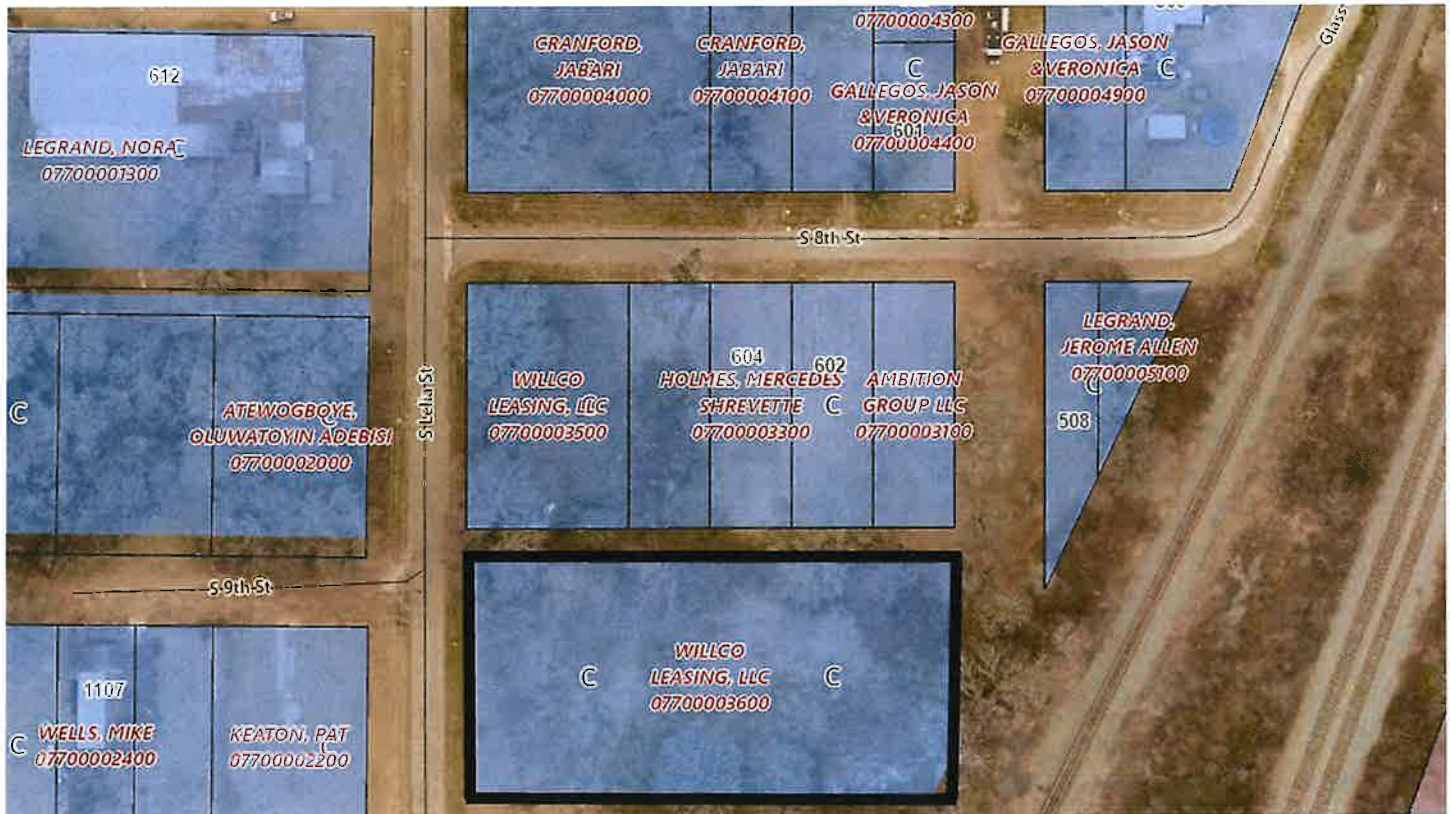 07700004300
Glass
CRANFORD,
JABARI
07700004000
CRANFORD,
JABARI
07700004100
C
GALLEGOS, JASON
&VERONICA
601
07700004400
GALLEGOS, JASON
&VERONICA
07700004900
C
612
LEGRAND, NORA
C
07700001300
S 8th St
S Lelia St
WILLCO
LEASING, LLC
C
07700003500
604
HOLMES, MERCEDES
SHREVETTE
07700003300
602
C
AMBITION
GROUP LLC
07700003100
LEGRAND,
JEROME ALLEN
07700005100
C
508
C
ATEWOGBOYE,
OLUWATOYIN ADEBISI
C
07700002000
S 9th St
C
WILLCO
LEASING, LLC
07700003600
C
1107
C
WELLS, MIKE
07700002400
KEATON, PAT
C
07700002200